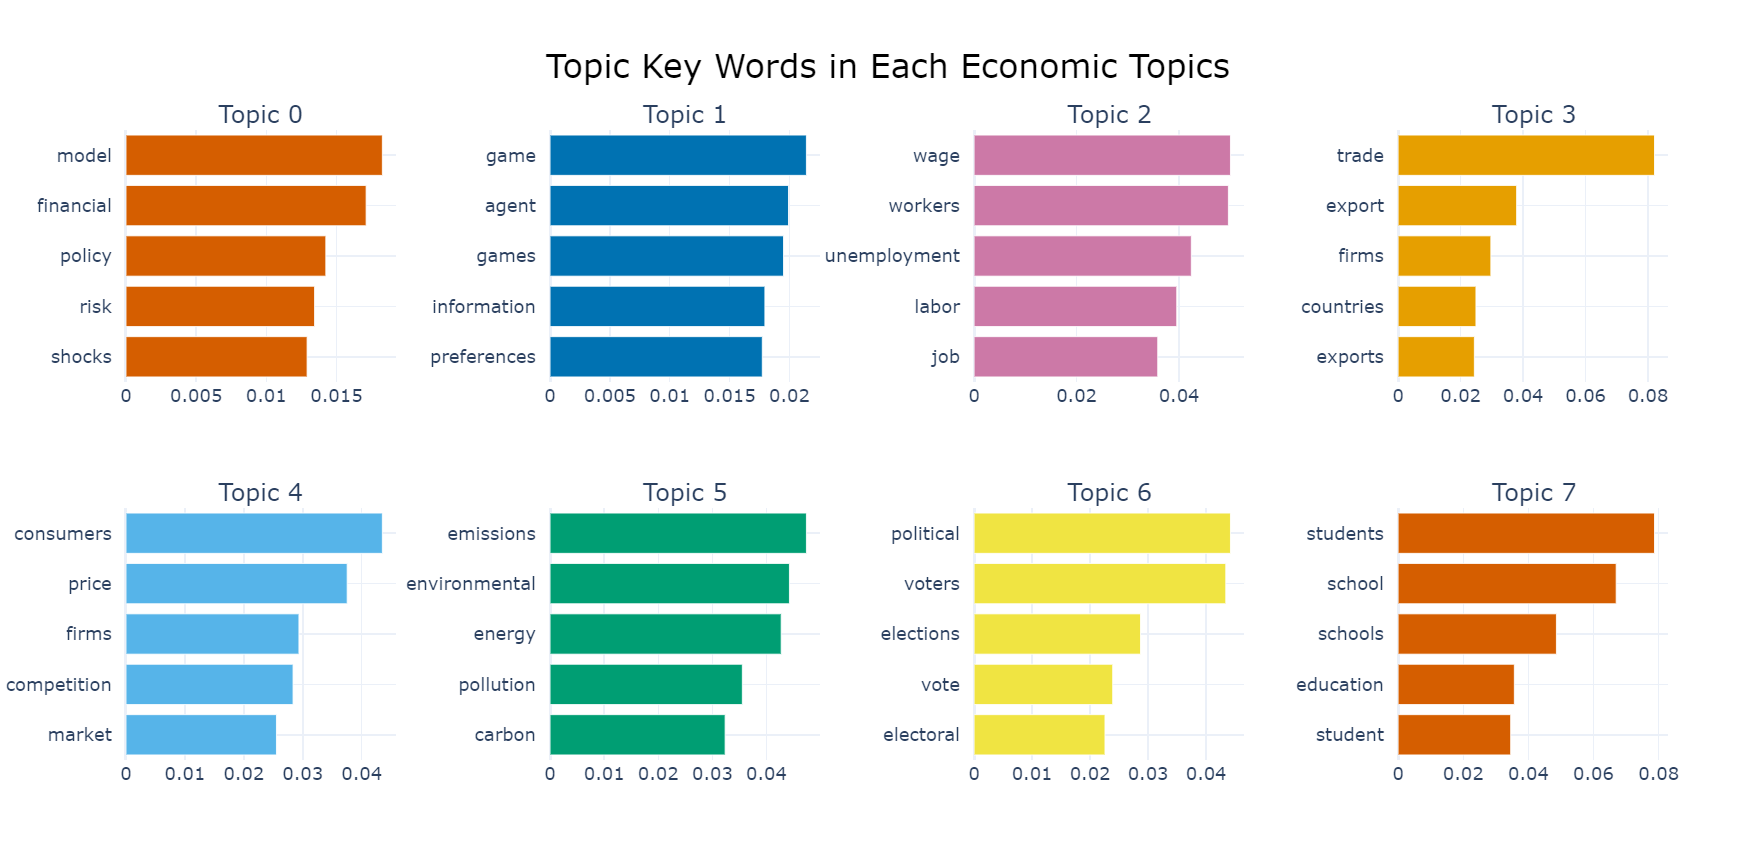 Topic Key Words in Each Economic Topics
Topic 0
model
financial
policy
risk
shocks
0 0.005 0.01 0.015
Topic 1
game
agent
games
information
preferences
0 0.005 0.01 0.015 0.02
Topic 2
wage
workers
unemployment
labor
job
0 0.02 0.04
Topic 3
trade
export
firms
countries
exports
0 0.02 0.04 0.06 0.08
Topic 4
consumers
price
firms
competition
market
0 0.01 0.02 0.03 0.04
Topic 5
emissions
environmental
energy
pollution
carbon
0 0.01 0.02 0.03 0.04
Topic 6
political
voters
elections
vote
electoral
0 0.01 0.02 0.03 0.04
Topic 7
students
school
schools
education
student
0 0.02 0.04 0.06 0.08